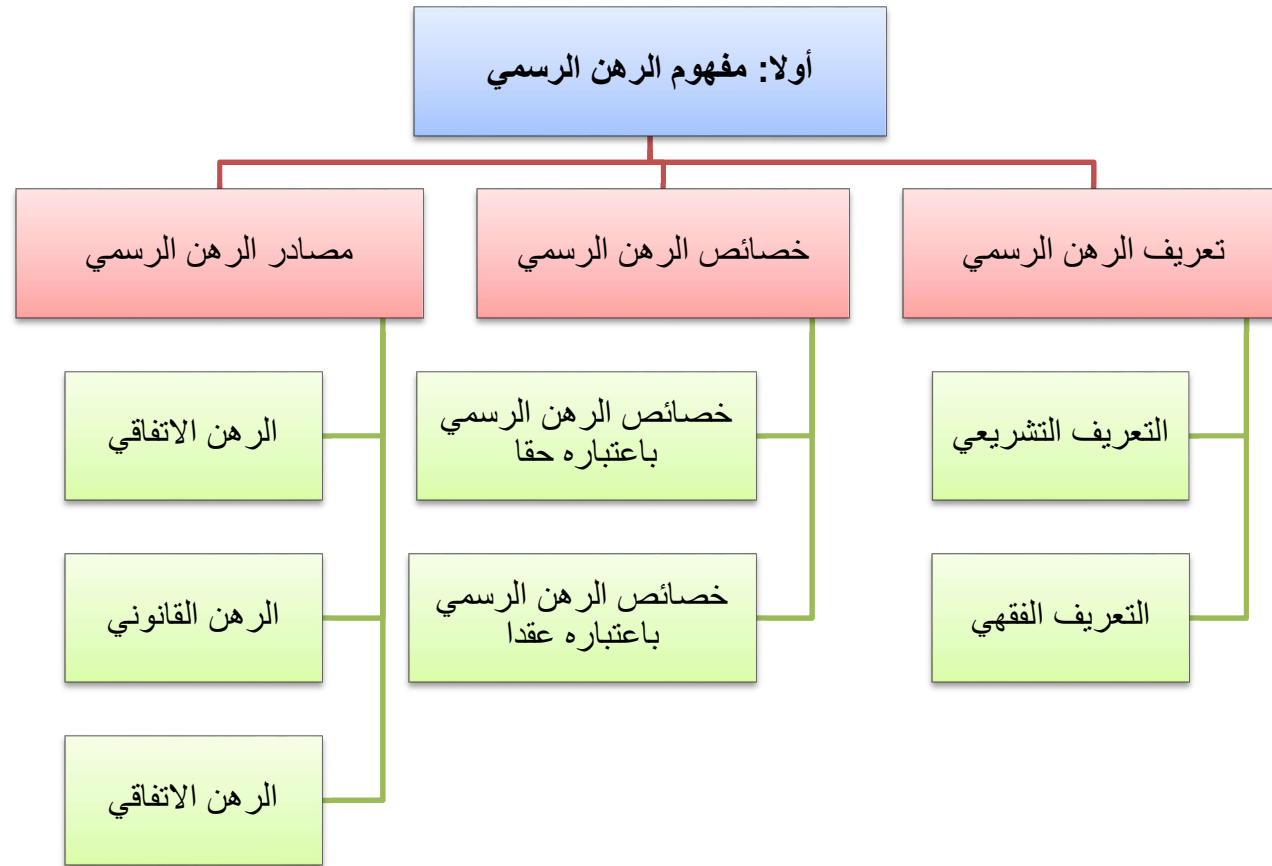 أولا: مفهوم الرهن الرسمي
تعريف الرهن الرسمي
التعريف التشريعي
التعريف الفقهي
خصائص الرهن الرسمي
خصائص الرهن الرسمي
باعتباره حقا
خصائص الرهن الرسمي
باعتباره عقدا
مصادر الرهن الرسمي
الرهن الاتفاقي
الرهن القانوني
الرهن الاتفاقي